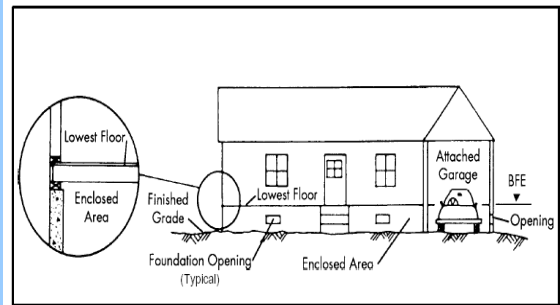 Lowest Floor
Enclosed
Area
Finished
Grade
Lowest Floor
Attached
Garage
BFE
Opening
Foundation Opening
(Typical)
Enclosed Area